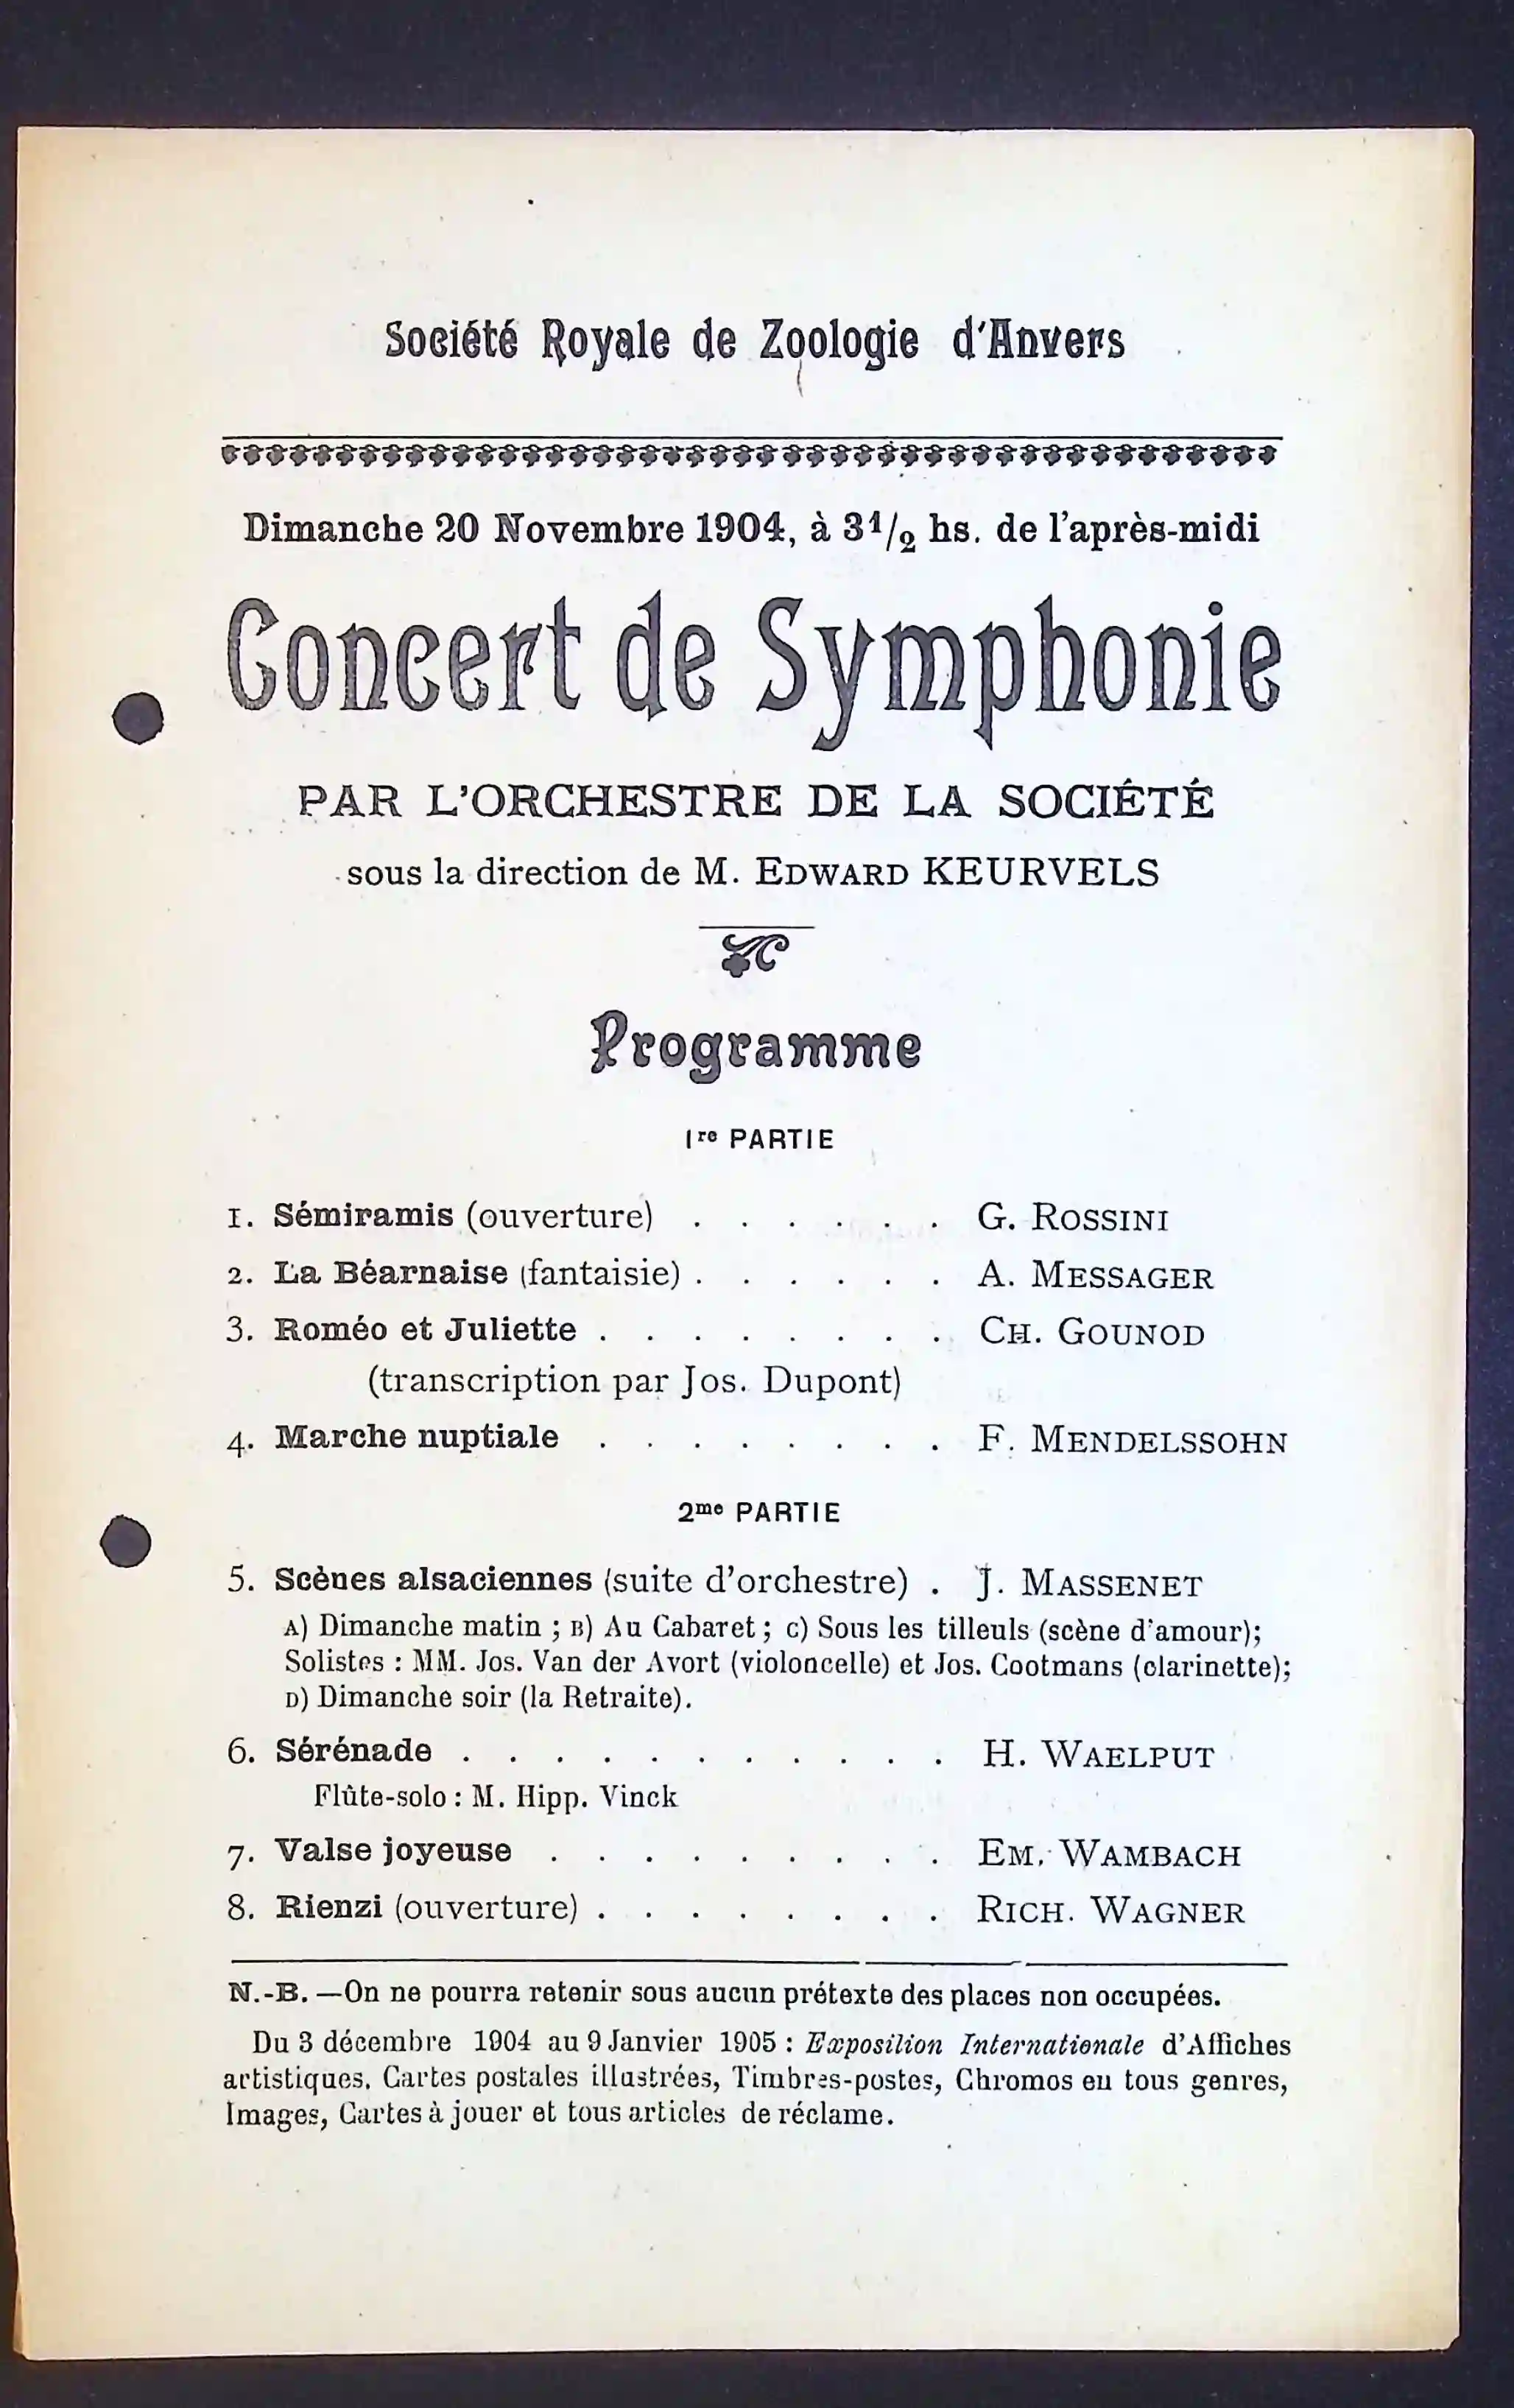 Société Royale de Zoologie d'Anvers
Dimanche 20 Novembre 1904, à 3 1/2 hs. de l'après-midi
Concert de Symphonie
PAR L'ORCHESTRE DE LA SOCIÉTÉ
sous la direction de M. EDWARD KEURVELS
Programme
1re PARTIE
1. Sémiramis (ouverture) . . . . . . G. ROSSINI
2. La Béarnaise (fantaisie) . . . . . . A. MESSAGER
3. Roméo et Juliette . . . . . . . . CH. GOUNOD
(transcription par Jos. Dupont)
4. Marche nuptiale . . . . . . . . F. MENDELSSOHN
2me PARTIE
5. Scènes alsaciennes (suite d'orchestre) . J. MASSENET
A) Dimanche matin ; B) Au Cabaret ; C) Sous les tilleuls (scène d'amour);
Solistes : MM. Jos. Van der Avort (violoncelle) et Jos. Cootmans (clarinette);
D) Dimanche soir (la Retraite).
6. Sérénade . . . . . . . . . . . H. WAELPUT
Flûte-solo : M. Hipp. Vinck
7. Valse joyeuse . . . . . . . . . EM. WAMBACH
8. Rienzi (ouverture) . . . . . . . . RICH. WAGNER
N.-B. —On ne pourra retenir sous aucun prétexte des places non occupées.
Du 3 décembre 1904 au 9 Janvier 1905 : Exposition Internationale d'Affiches
artistiques. Cartes postales illustrées, Timbres-postes, Chromos en tous genres,
Images, Cartes à jouer et tous articles de réclame.